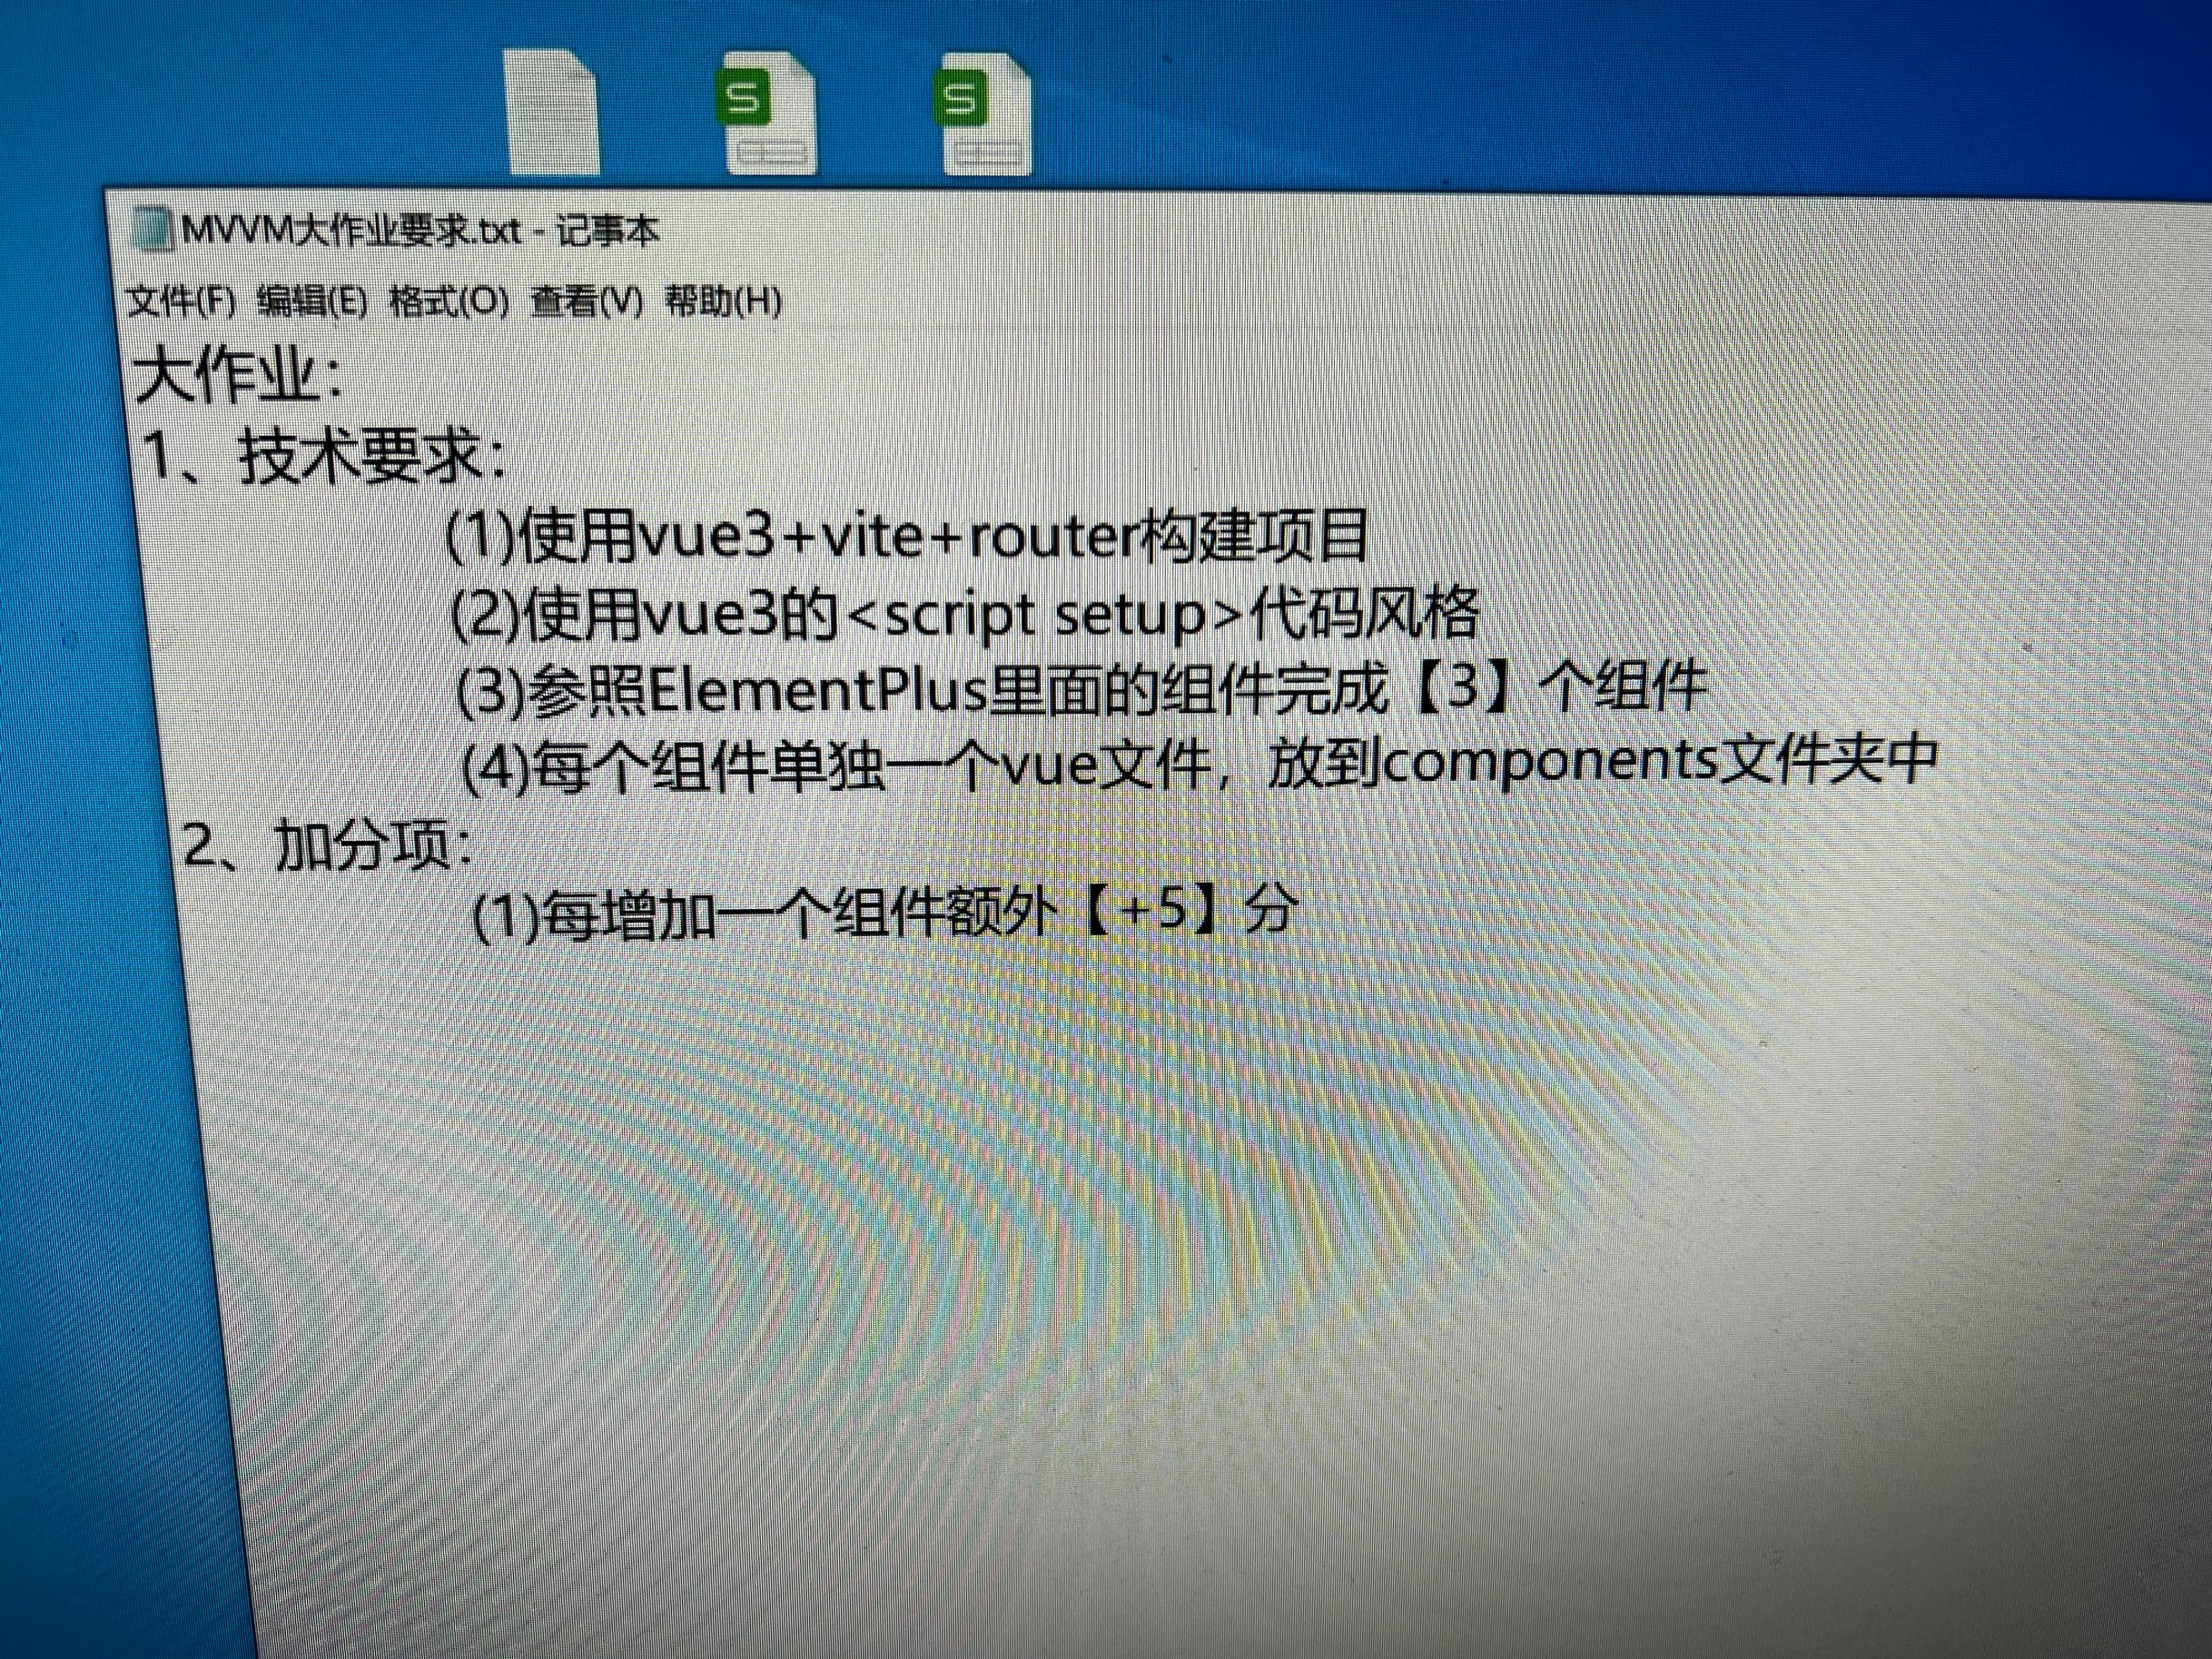 S
S
MVVM大作业要求.txt - 记事本
文件(F) 编辑(E) 格式(O) 查看(V) 帮助(H)
大作业：
1、技术要求：
(1)使用vue3+vite+router构建项目
(2)使用vue3的<script setup>代码风格
(3)参照ElementPlus里面的组件完成【3】个组件
(4)每个组件单独一个vue文件，放到components文件夹中
2、加分项：
(1)每增加一个组件额外【+5】分